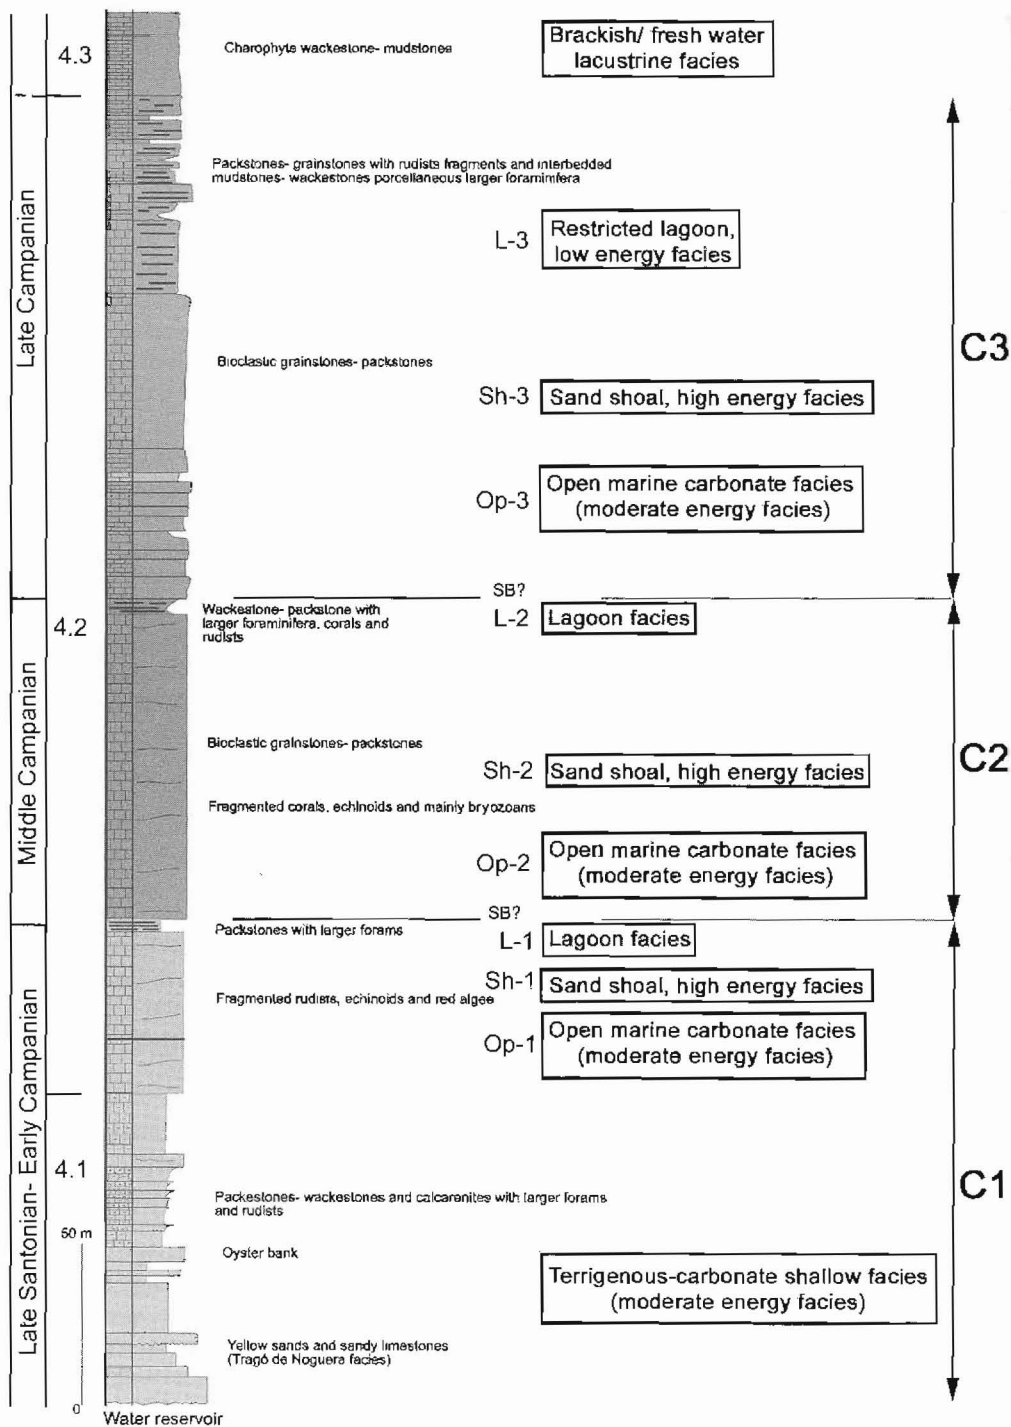 4.3
Charophyte wackestone- mudstones
Brackish/ fresh water
lacustrine facies
Late Campanian
Packstones- grainstones with rudists fragments and interbedded
mudstones- wackestones porcellaneous larger foramimfera
L-3
Restricted lagoon,
low energy facies
C3
Bioclastic grainstones- packstones
Sh-3
Sand shoal, high energy facies
Op-3
Open marine carbonate facies
(moderate energy facies)
SB?
4.2
Wackestone- packstone with
larger foraminifera, corals and
rudists
L-2
Lagoon facies
Middle Campanian
Bioclastic grainstones- packstones
Sh-2
Sand shoal, high energy facies
C2
Fragmented corals, echinoids and mainly bryozoans
Op-2
Open marine carbonate facies
(moderate energy facies)
SB?
Packstones with larger forams
L-1
Lagoon facies
Sh-1
Sand shoal, high energy facies
Fragmented rudists, echinoids and red algee
Op-1
Open marine carbonate facies
(moderate energy facies)
Late Santonian- Early Campanian
4.1
C1
Packestones- wackestones and calcarenites with larger forams
and rudists
50 m
Oyster bank
Terrigenous-carbonate shallow facies
(moderate energy facies)
Yellow sands and sandy limestones
(Tragó de Noguera facies)
0
Water reservoir